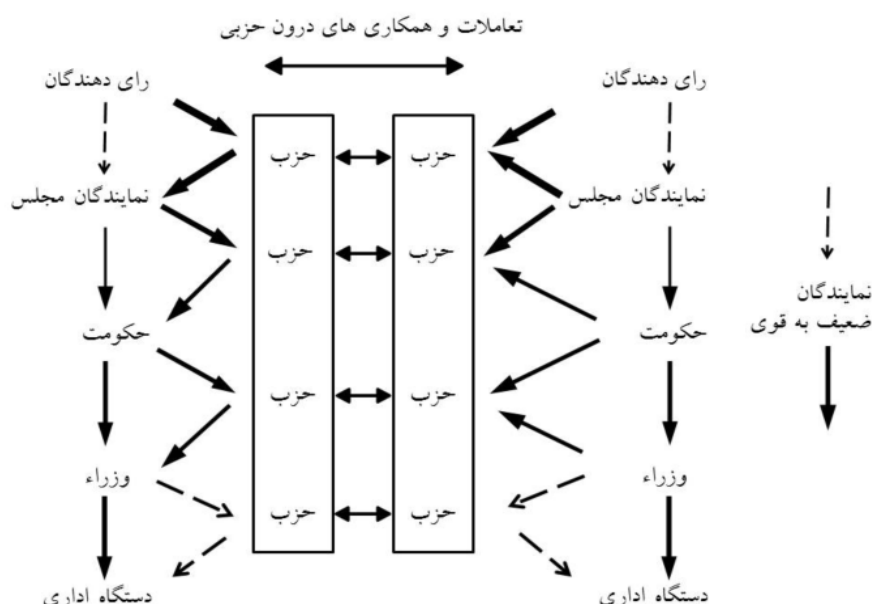 تعاملات و همکاری های درون حزبی
رای دهندگان
رای دهندگان
حزب
حزب
نمایندگان مجلس
نمایندگان مجلس
حزب
حزب
نمایندگان
ضعیف به قوی
حکومت
حکومت
حزب
حزب
وزراء
وزراء
حزب
حزب
دستگاه اداری
دستگاه اداری